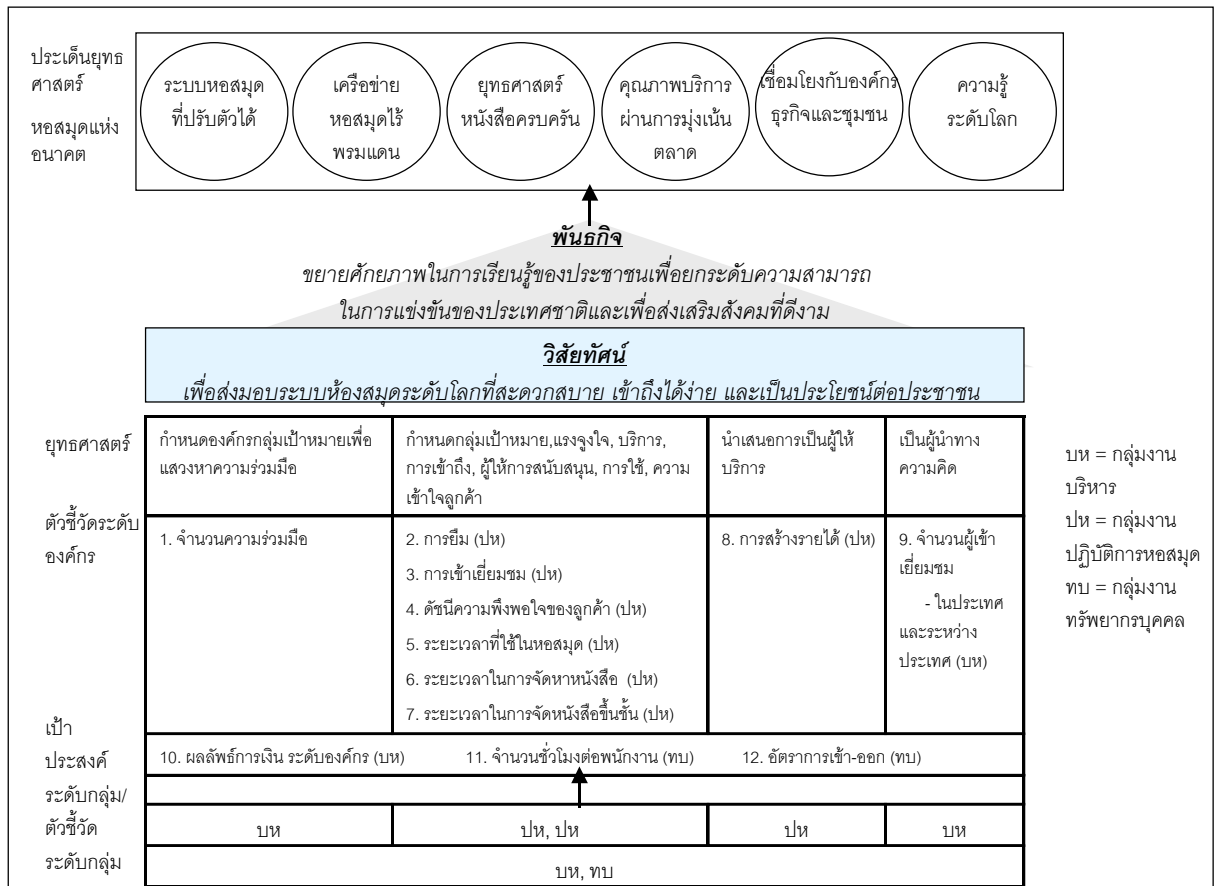 ประเด็นยุทธ
ศาสตร์
หอสมุดแห่ง
อนาคต
ระบบหอสมุด
ที่ปรับตัวได้
เครือข่าย
หอสมุดไร้
พรมแดน
ยุทธศาสตร์
หนังสือครบครัน
คุณภาพบริการ
ผ่านการมุ่งเน้น
ตลาด
เชื่อมโยงกับองค์กร
ธุรกิจและชุมชน
ความรู้
ระดับโลก
พันธกิจ
ขยายศักยภาพในการเรียนรู้ของประชาชนเพื่อยกระดับความสามารถ
ในการแข่งขันของประเทศชาติและเพื่อส่งเสริมสังคมที่ดีงาม
วิสัยทัศน์
เพื่อส่งมอบระบบห้องสมุดระดับโลกที่สะดวกสบาย เข้าถึงได้ง่าย และเป็นประโยชน์ต่อประชาชน
ยุทธศาสตร์
กำหนดองค์กรกลุ่มเป้าหมายเพื่อ
แสวงหาความร่วมมือ
กำหนดกลุ่มเป้าหมาย,แรงจูงใจ, บริการ,
การเข้าถึง, ผู้ให้การสนับสนุน, การใช้, ความ
เข้าใจลูกค้า
นำเสนอการเป็นผู้ให้
บริการ
เป็นผู้นำทาง
ความคิด
ตัวชี้วัดระดับ
องค์กร
1. จำนวนความร่วมมือ
2. การยืม (ปห)
3. การเข้าเยี่ยมชม (ปห)
4. ดัชนีความพึงพอใจของลูกค้า (ปห)
5. ระยะเวลาที่ใช้ในหอสมุด (ปห)
6. ระยะเวลาในการจัดหาหนังสือ (ปห)
7. ระยะเวลาในการจัดหนังสือขึ้นชั้น (ปห)
8. การสร้างรายได้ (ปห)
9. จำนวนผู้เข้า
เยี่ยมชม
- ในประเทศ
และระหว่าง
ประเทศ (บห)
บห = กลุ่มงาน
บริหาร
ปห = กลุ่มงาน
ปฏิบัติการหอสมุด
ทบ = กลุ่มงาน
ทรัพยากรบุคคล
เป้า
ประสงค์
ระดับกลุ่ม/
ตัวชี้วัด
ระดับกลุ่ม
10. ผลลัพธ์การเงิน ระดับองค์กร (บห) 11. จำนวนชั่วโมงต่อพนักงาน (ทบ) 12. อัตราการเข้า-ออก (ทบ)
บห
ปห, ปห
ปห
บห
บห, ทบ